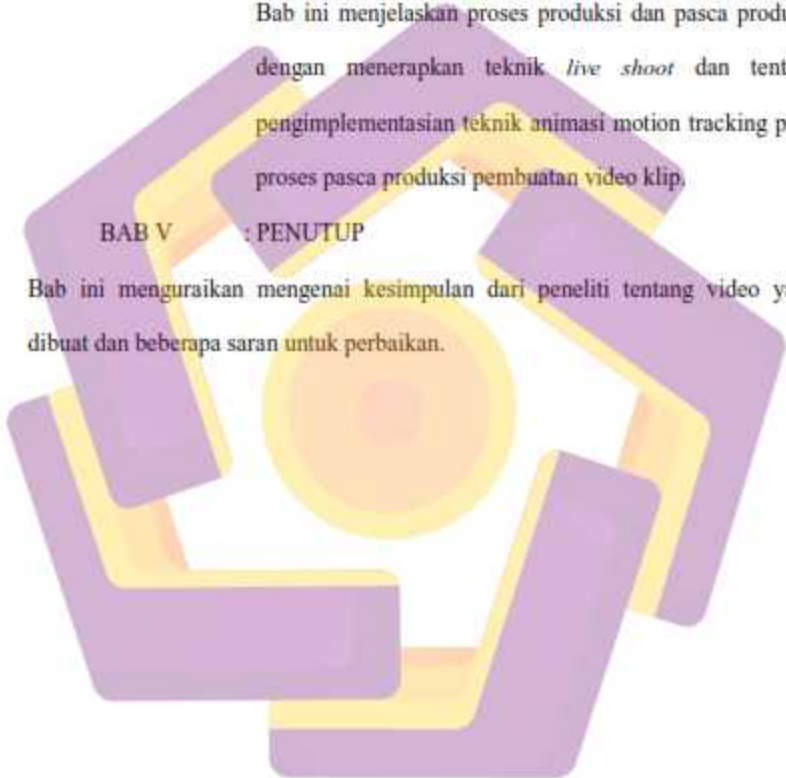 Bab ini menjelaskan proses produksi dan pasca produ
dengan menerapkan teknik live shoot dan tent
pengimplementasian teknik animasi motion tracking p
proses pasca produksi pembuatan video klip.
BAB V : PENUTUP
Bab ini menguraikan mengenai kesimpulan dari peneliti tentang video y
dibuat dan beberapa saran untuk perbaikan.